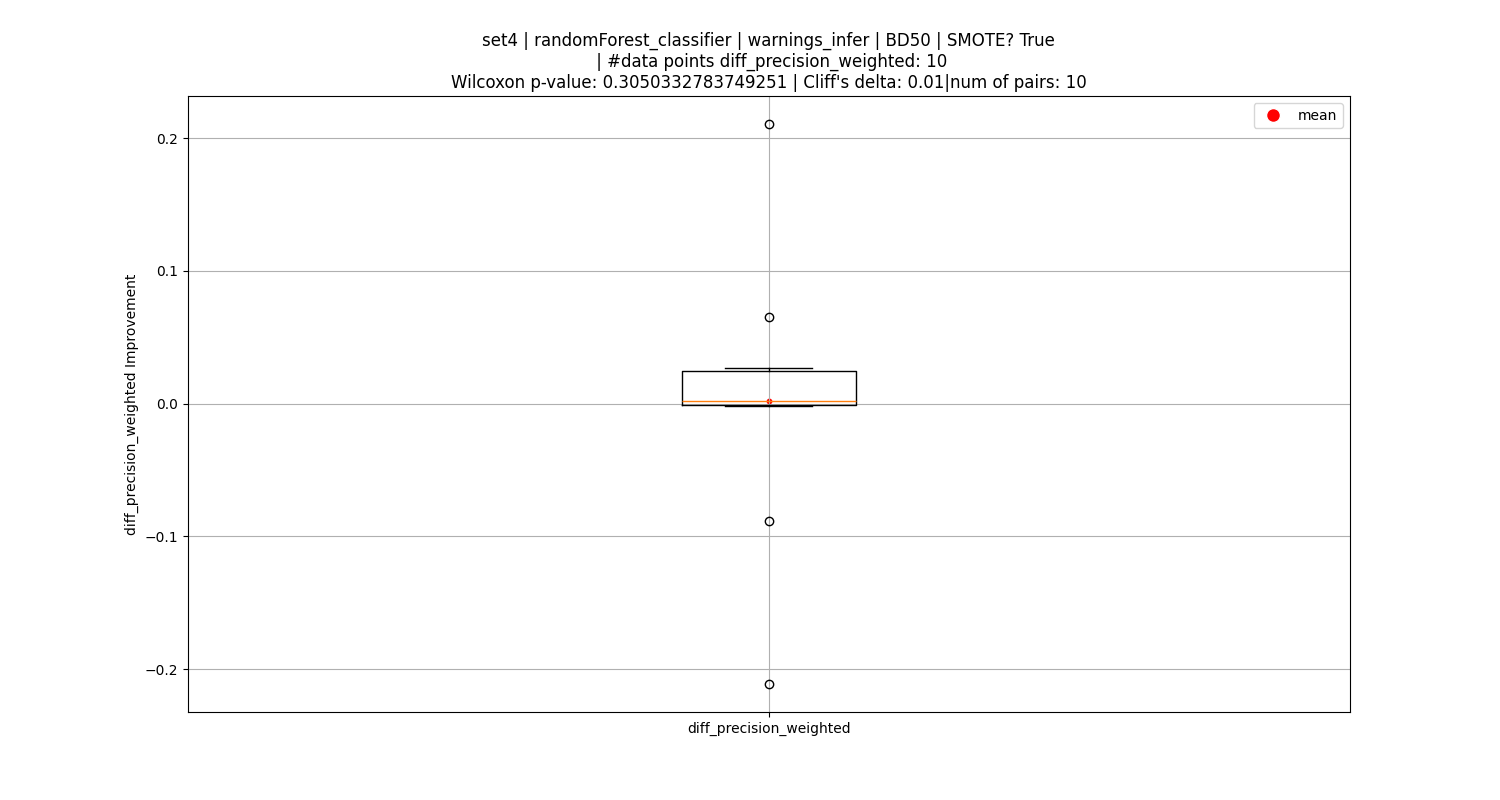 set4 | randomForest_classifier | warnings_infer | BD50 | SMOTE? True
| #data points diff_precision_weighted: 10
Wilcoxon p-value: 0.3050332783749251 | Cliff's delta: 0.01|num of pairs: 10
mean
0.2
0.1
0.0
−0.1
−0.2
diff_precision_weighted Improvement
diff_precision_weighted